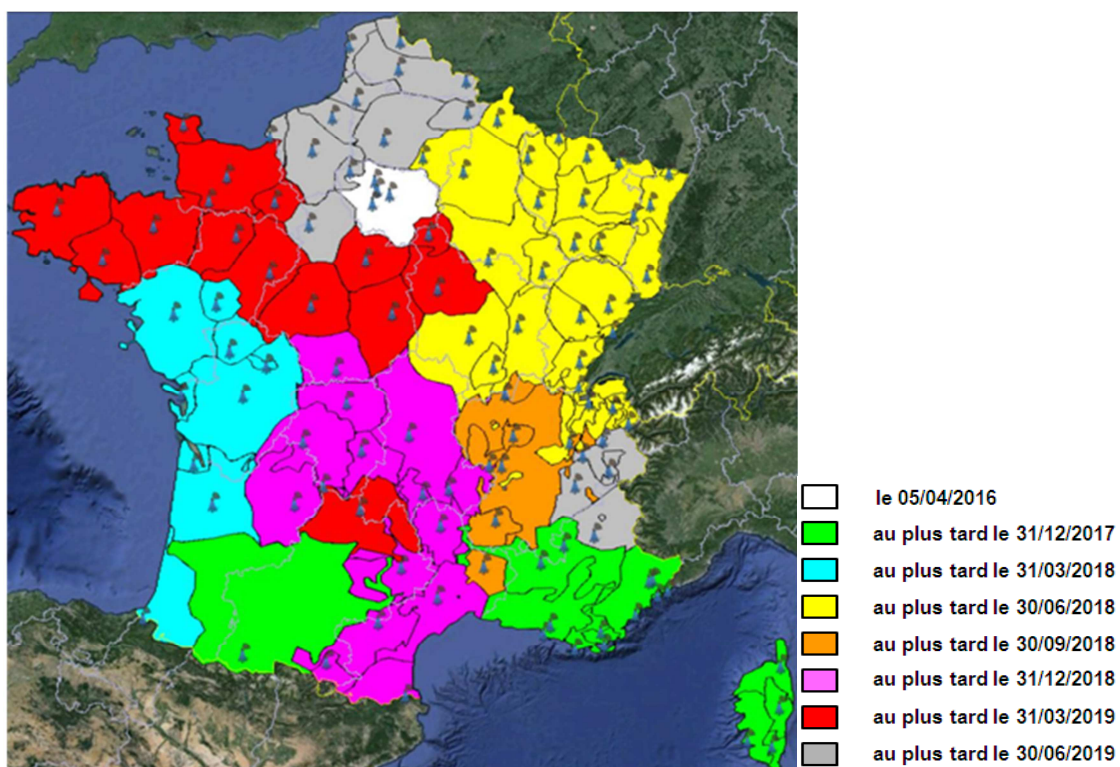 le 05/04/2016
au plus tard le 31/12/2017
au plus tard le 31/03/2018
au plus tard le 30/06/2018
au plus tard le 30/09/2018
au plus tard le 31/12/2018
au plus tard le 31/03/2019
au plus tard le 30/06/2019